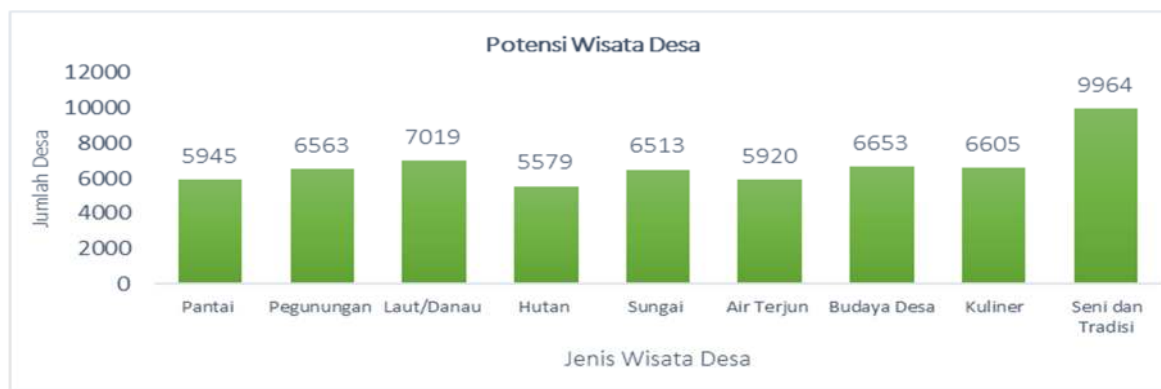 Potensi Wisata Desa
Jumlah Desa
12000
10000
8000
6000
4000
2000
0
5945
6563
7019
5579
6513
5920
6653
6605
9964
Pantai
Pegunungan
Laut/Danau
Hutan
Sungai
Air Terjun
Budaya Desa
Kuliner
Seni dan
Tradisi
Jenis Wisata Desa